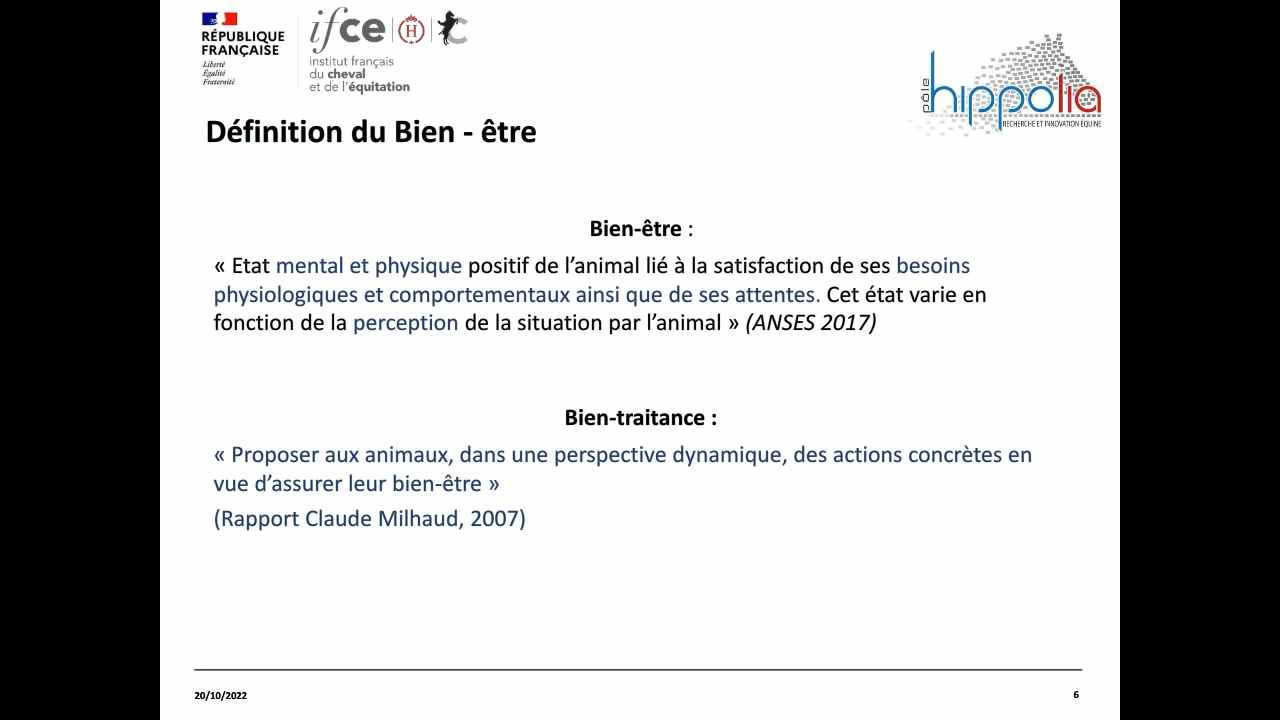 RÉPUBLIQUE
FRANÇAISE
Liberté
Égalité
Fraternité
ifce
H
C
institut français
du cheval
et de l'équitation
pôle
hippolia
RECHERCHE ET INNOVATION ÉQUINE
Définition du Bien - être
Bien-être :
« Etat mental et physique positif de l'animal lié à la satisfaction de ses besoins
physiologiques et comportementaux ainsi que de ses attentes. Cet état varie en
fonction de la perception de la situation par l'animal » (ANSES 2017)
Bien-traitance :
« Proposer aux animaux, dans une perspective dynamique, des actions concrètes en
vue d'assurer leur bien-être »
(Rapport Claude Milhaud, 2007)
20/10/2022
6